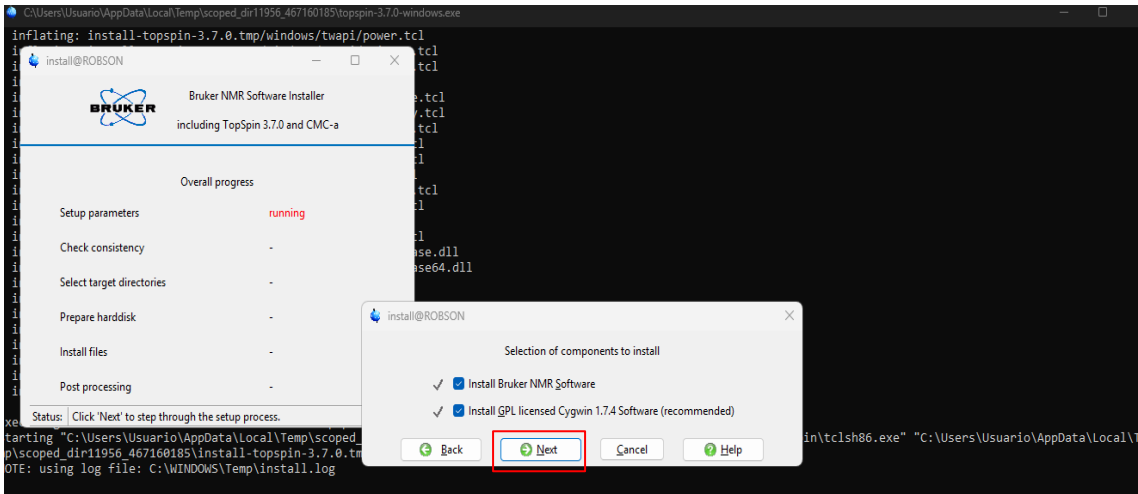 C:\Users\Usuario\AppData\Local\Temp\scoped_dir11956_467160185\topspin-3.7.0-windows.exe
inflating: install-topspin-3.7.0.tmp/windows/twapi/power.tcl
install@ROBSON
BRUKER
Bruker NMR Software Installer
including TopSpin 3.7.0 and CMC-a
Overall progress
Setup parameters running
Check consistency -
Select target directories -
Prepare harddisk -
Install files -
Post processing -
Status: Click 'Next' to step through the setup process.
install@ROBSON
Selection of components to install
Install Bruker NMR Software
Install GPL licensed Cygwin 1.7.4 Software (recommended)
Back Next Cancel Help
tarting "C:\Users\Usuario\AppData\Local\Temp\scoped_ in\tclsh86.exe" "C:\Users\Usuario\AppData\Local\
p\scoped_dir11956_467160185\install-topspin-3.7.0.tm
OTE: using log file: C:\WINDOWS\Temp\install.log